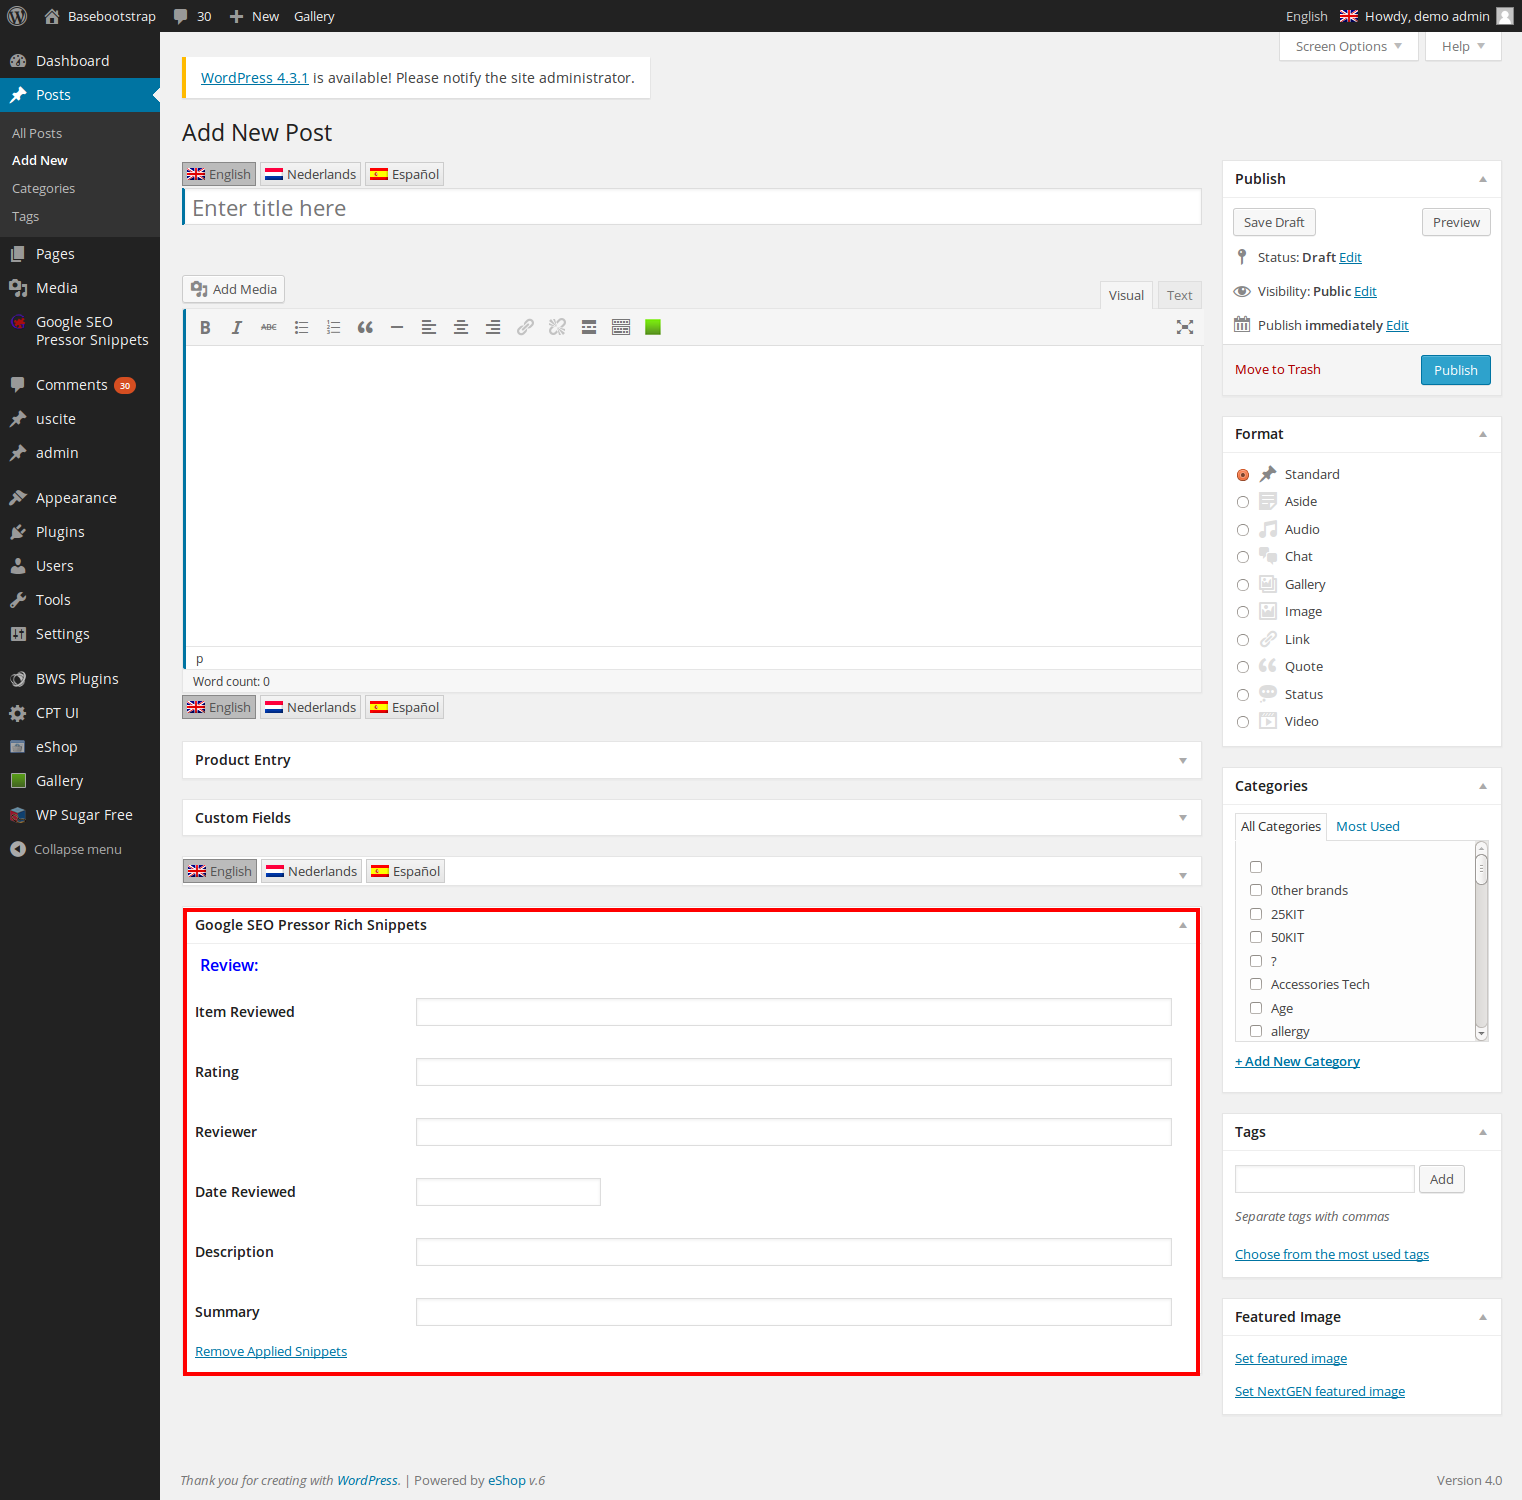 Basebootstrap 30 New Gallery English Howdy, demo admin
Screen Options Help
Dashboard
Posts
All Posts
Add New
Categories
Tags
Pages
Media
Google SEO
Pressor Snippets
Comments 30
uscite
admin
Appearance
Plugins
Users
Tools
Settings
BWS Plugins
CPT UI
eShop
Gallery
WP Sugar Free
Collapse menu
WordPress 4.3.1 is available! Please notify the site administrator.
Add New Post
English Nederlands Español
Enter title here
Add Media
Visual Text
B I ABC
p
Word count: 0
English Nederlands Español
Product Entry
Custom Fields
English Nederlands Español
Google SEO Pressor Rich Snippets
Review:
Item Reviewed
Rating
Reviewer
Date Reviewed
Description
Summary
Remove Applied Snippets
Publish
Save Draft Preview
Status: Draft Edit
Visibility: Public Edit
Publish immediately Edit
Move to Trash Publish
Format
Standard
Aside
Audio
Chat
Gallery
Image
Link
Quote
Status
Video
Categories
All Categories Most Used
0ther brands
25KIT
50KIT
?
Accessories Tech
Age
allergy
+ Add New Category
Tags
Add
Separate tags with commas
Choose from the most used tags
Featured Image
Set featured image
Set NextGEN featured image
Thank you for creating with WordPress. | Powered by eShop v.6
Version 4.0